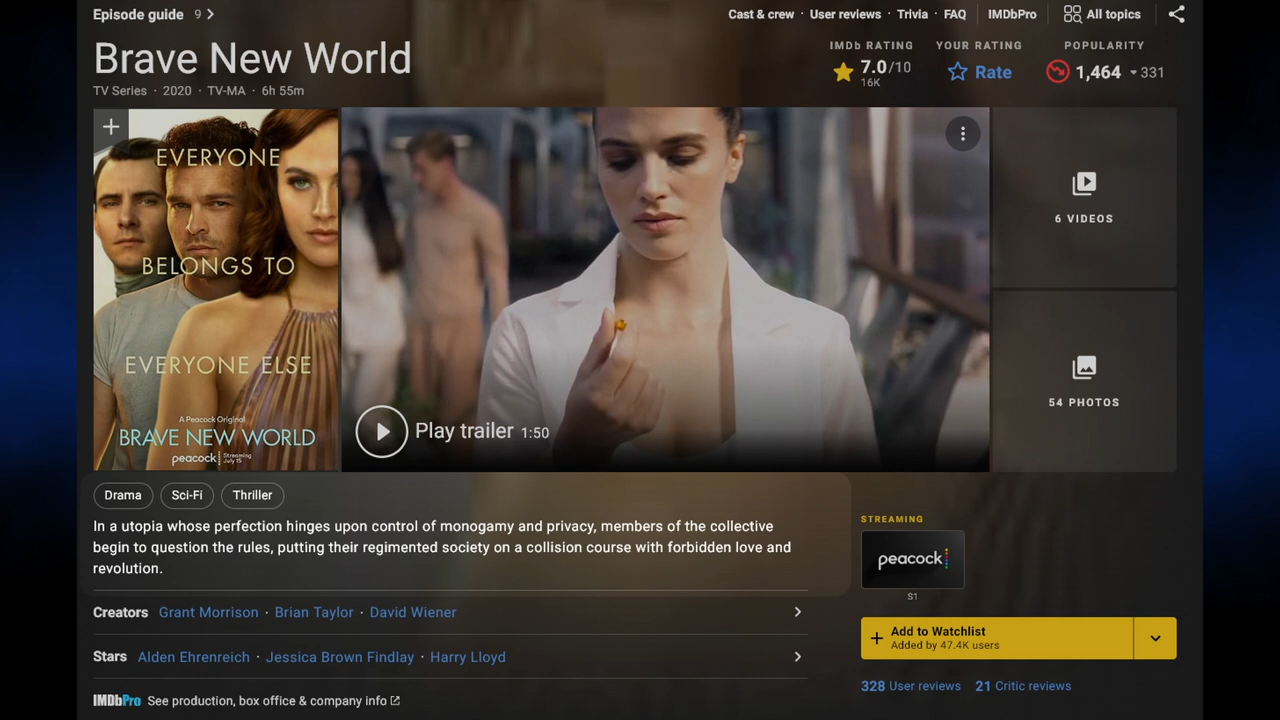 Episode guide 9
Cast & crew · User reviews · Trivia · FAQ IMDbPro All topics
Brave New World
TV Series · 2020 · TV-MA · 6h 55m
IMDb RATING
7.0/10
16K
YOUR RATING
Rate
POPULARITY
1,464 331
EVERYONE
BELONGS TO
EVERYONE ELSE
A Peacock Original
BRAVE NEW WORLD
peacock Streaming July 15
Play trailer 1:50
6 VIDEOS
54 PHOTOS
Drama Sci-Fi Thriller
In a utopia whose perfection hinges upon control of monogamy and privacy, members of the collective
begin to question the rules, putting their regimented society on a collision course with forbidden love and
revolution.
Creators Grant Morrison · Brian Taylor · David Wiener
Stars Alden Ehrenreich · Jessica Brown Findlay · Harry Lloyd
IMDbPro See production, box office & company info
STREAMING
peacock
S1
Add to Watchlist
Added by 47.4K users
328 User reviews 21 Critic reviews